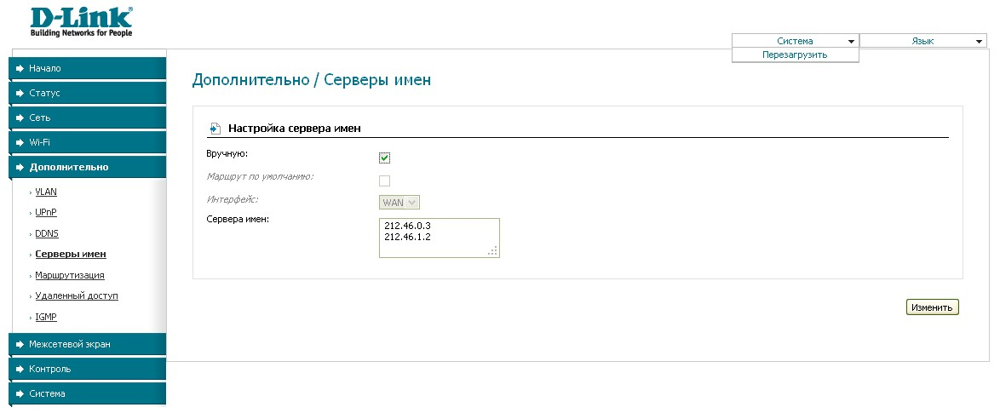 D-Link
Building Networks for People
Система
Язык
Перезагрузить
Начало
Статус
Сеть
Wi-Fi
Дополнительно
VLAN
UPnP
DDNS
Серверы имен
Маршрутизация
Удаленный доступ
IGMP
Межсетевой экран
Контроль
Система
Дополнительно / Серверы имен
Настройка сервера имен
Вручную:
Маршрут по умолчанию:
Интерфейс: WAN
Сервера имен: 212.46.0.3
212.46.1.2
Изменить